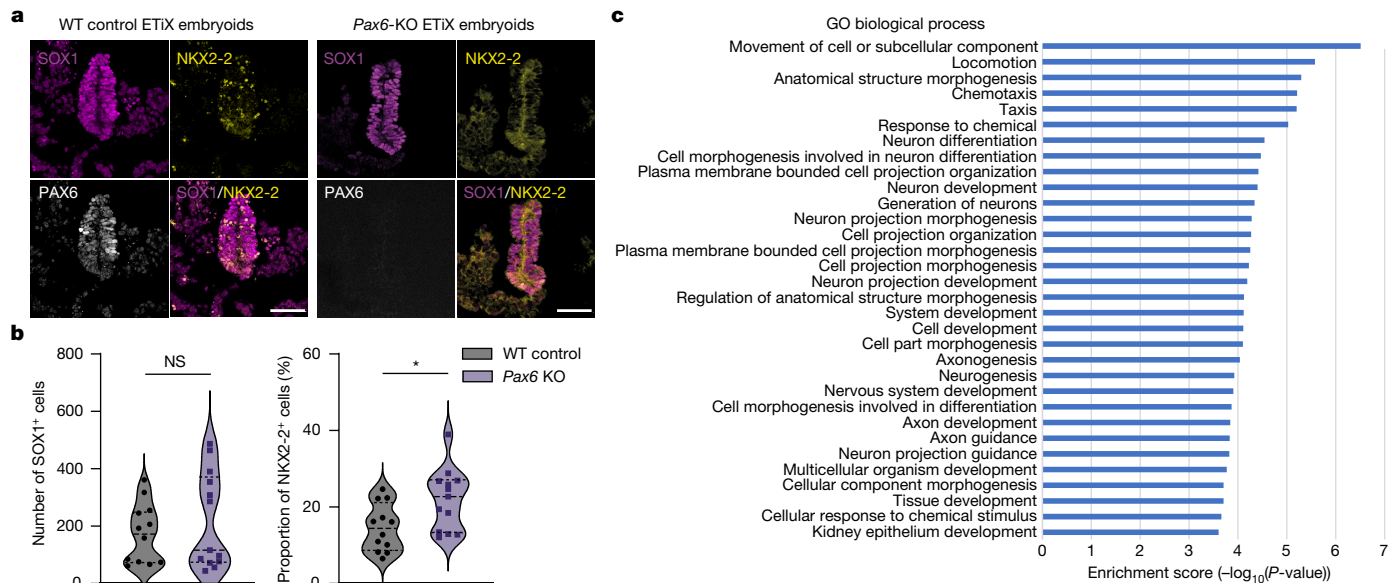 a
WT control ETiX embryoids
Pax6-KO ETiX embryoids
SOX1
NKX2-2
SOX1
NKX2-2
PAX6
SOX1/NKX2-2
PAX6
SOX1/NKX2-2
b
800
600
400
200
0
Number of SOX1+ cells
NS
60
40
20
0
Proportion of NKX2-2+ cells (%)
*
WT control
Pax6 KO
c
GO biological process
Movement of cell or subcellular component
Locomotion
Anatomical structure morphogenesis
Chemotaxis
Taxis
Response to chemical
Neuron differentiation
Cell morphogenesis involved in neuron differentiation
Plasma membrane bounded cell projection organization
Neuron development
Generation of neurons
Neuron projection morphogenesis
Cell projection organization
Plasma membrane bounded cell projection morphogenesis
Cell projection morphogenesis
Neuron projection development
Regulation of anatomical structure morphogenesis
System development
Cell development
Cell part morphogenesis
Axonogenesis
Neurogenesis
Nervous system development
Cell morphogenesis involved in differentiation
Axon development
Axon guidance
Neuron projection guidance
Multicellular organism development
Cellular component morphogenesis
Tissue development
Cellular response to chemical stimulus
Kidney epithelium development
0 1 2 3 4 5 6 7
Enrichment score (–log10(P-value))